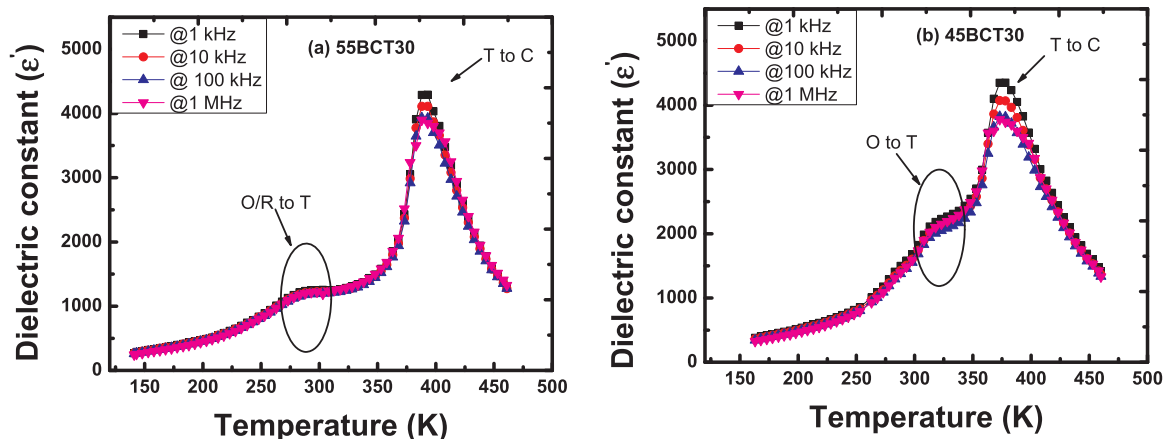 (a) 55BCT30
@1 kHz
@10 kHz
@ 100 kHz
@1 MHz
T to C
O/R to T
Dielectric constant (ε')
5000
4000
3000
2000
1000
0
150 200 250 300 350 400 450 500
Temperature (K)
(b) 45BCT30
@1 kHz
@10 kHz
@100 kHz
@1 MHz
T to C
O to T
Dielectric constant (ε')
5000
4000
3000
2000
1000
0
150 200 250 300 350 400 450 500
Temperature (K)